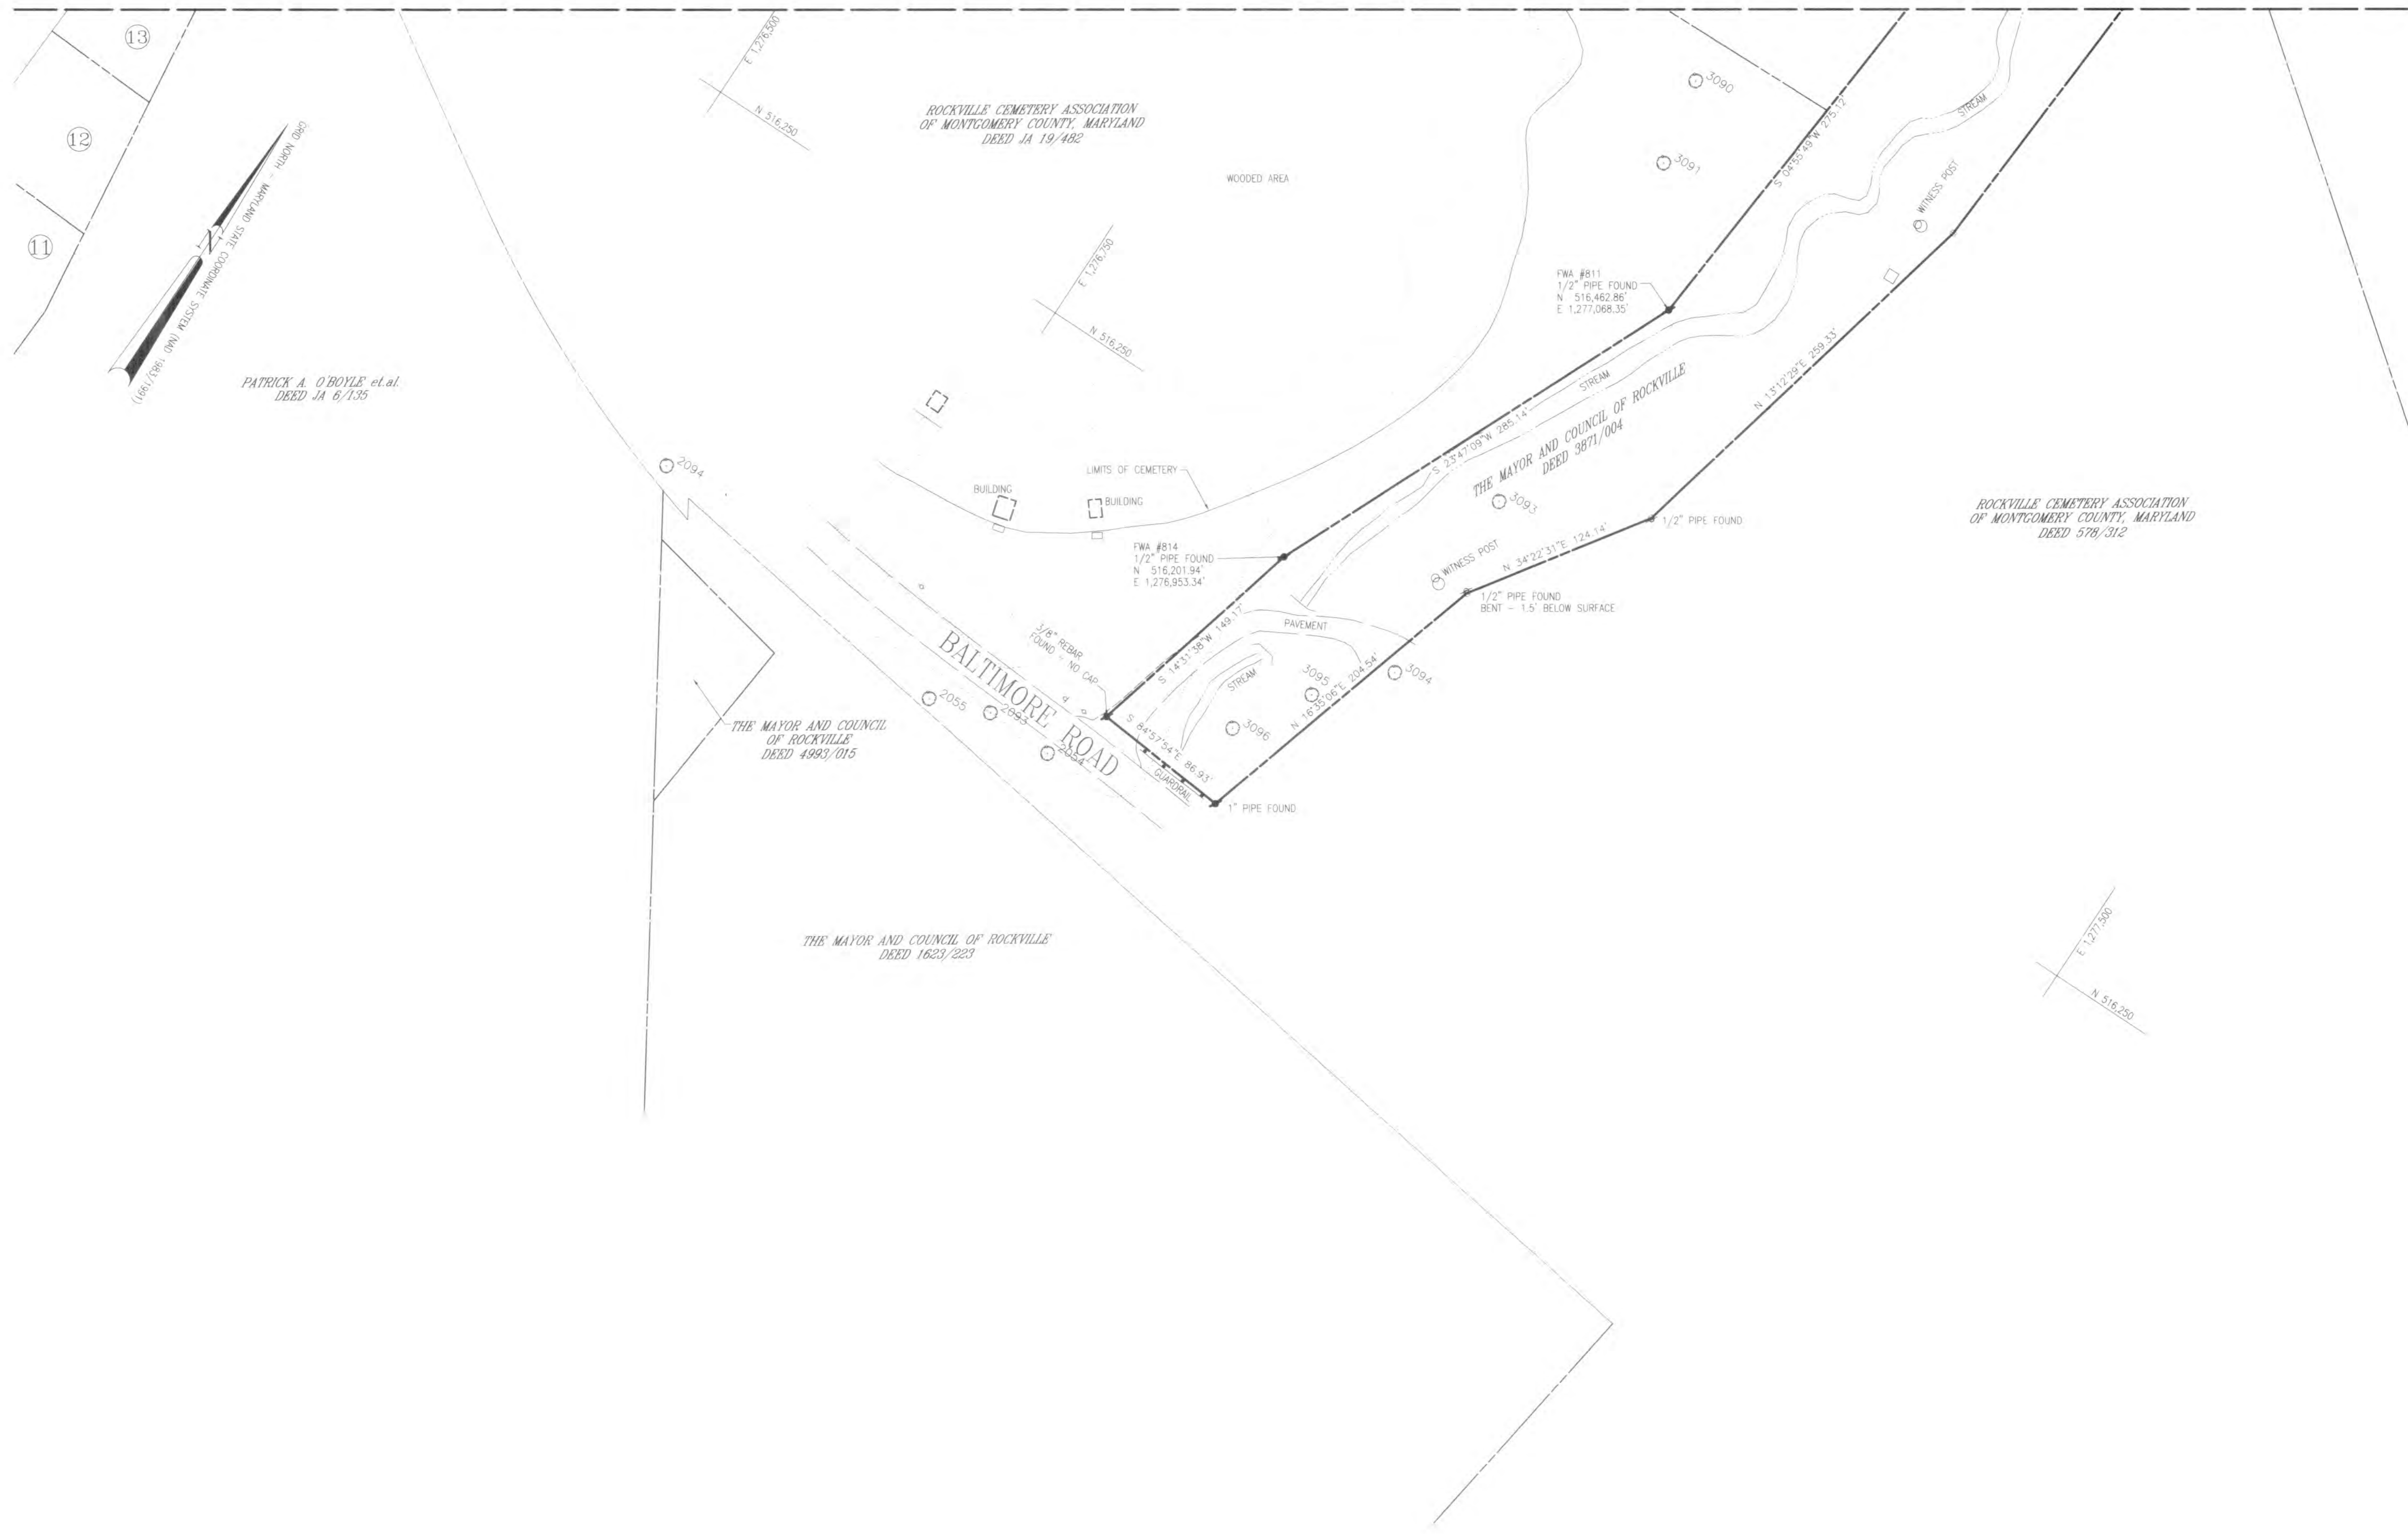 13
12
11
GRID NORTH - MARYLAND STATE COORDINATE SYSTEM (NAD 1983/1991)
E 1,276,500
N 516,250
ROCKVILLE CEMETERY ASSOCIATION
OF MONTGOMERY COUNTY, MARYLAND
DEED JA 19/482
WOODED AREA
3090
3091
S 04°55'49"W 275.12'
STREAM
WITNESS POST
E 1,276,750
N 516,250
FWA #811
1/2" PIPE FOUND
N 516,462.86'
E 1,277,068.35'
PATRICK A. O'BOYLE et.al.
DEED JA 6/135
N 13°12'29"E 259.33'
STREAM
S 23°47'09"W 285.14'
THE MAYOR AND COUNCIL OF ROCKVILLE
DEED 3871/004
2094
LIMITS OF CEMETERY
BUILDING
BUILDING
3093
1/2" PIPE FOUND
ROCKVILLE CEMETERY ASSOCIATION
OF MONTGOMERY COUNTY, MARYLAND
DEED 578/312
FWA #814
1/2" PIPE FOUND
N 516,201.94'
E 1,276,953.34'
WITNESS POST
N 34°22'31"E 124.14'
1/2" PIPE FOUND
BENT - 1.5' BELOW SURFACE
3/8" REBAR
FOUND - NO CAP
S 14°31'38"W 149.17'
PAVEMENT
BALTIMORE ROAD
STREAM
3095
3094
N 16°35'06"E 204.54'
2055
2093
2054
3096
S 84°57'54"E 86.93'
GUARDRAIL
1" PIPE FOUND
THE MAYOR AND COUNCIL
OF ROCKVILLE
DEED 4993/015
THE MAYOR AND COUNCIL OF ROCKVILLE
DEED 1623/223
E 1,277,500
N 516,250